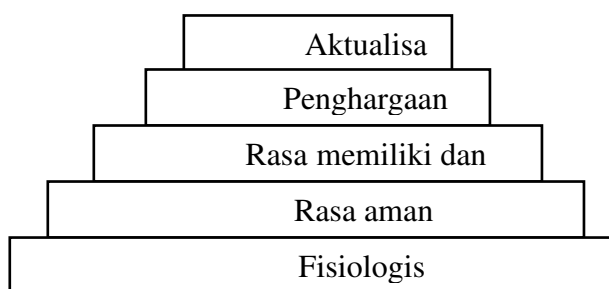 Aktualisa
Penghargaan
Rasa memiliki dan
Rasa aman
Fisiologis